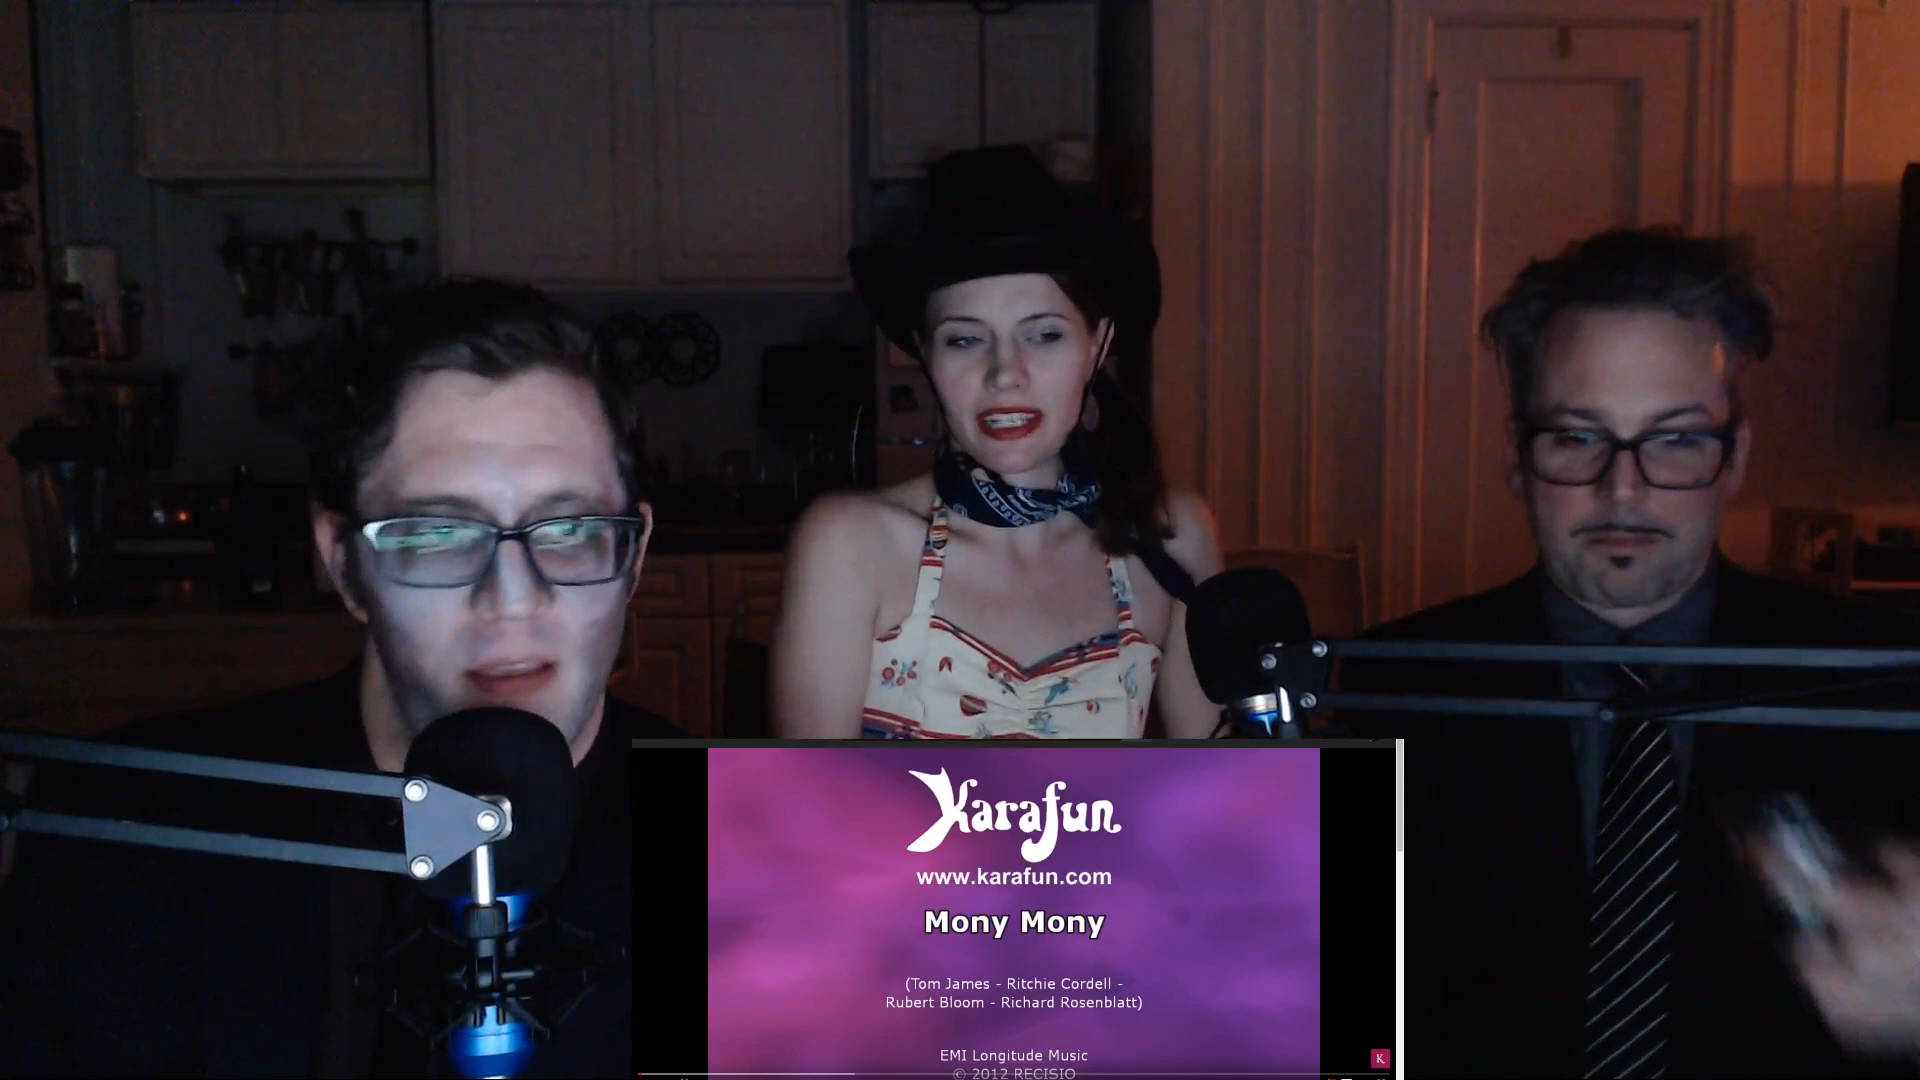 Karafun
www.karafun.com
Mony Mony
(Tom James - Ritchie Cordell -
Rubert Bloom - Richard Rosenblatt)
EMI Longitude Music
© 2012 RECISIO
K